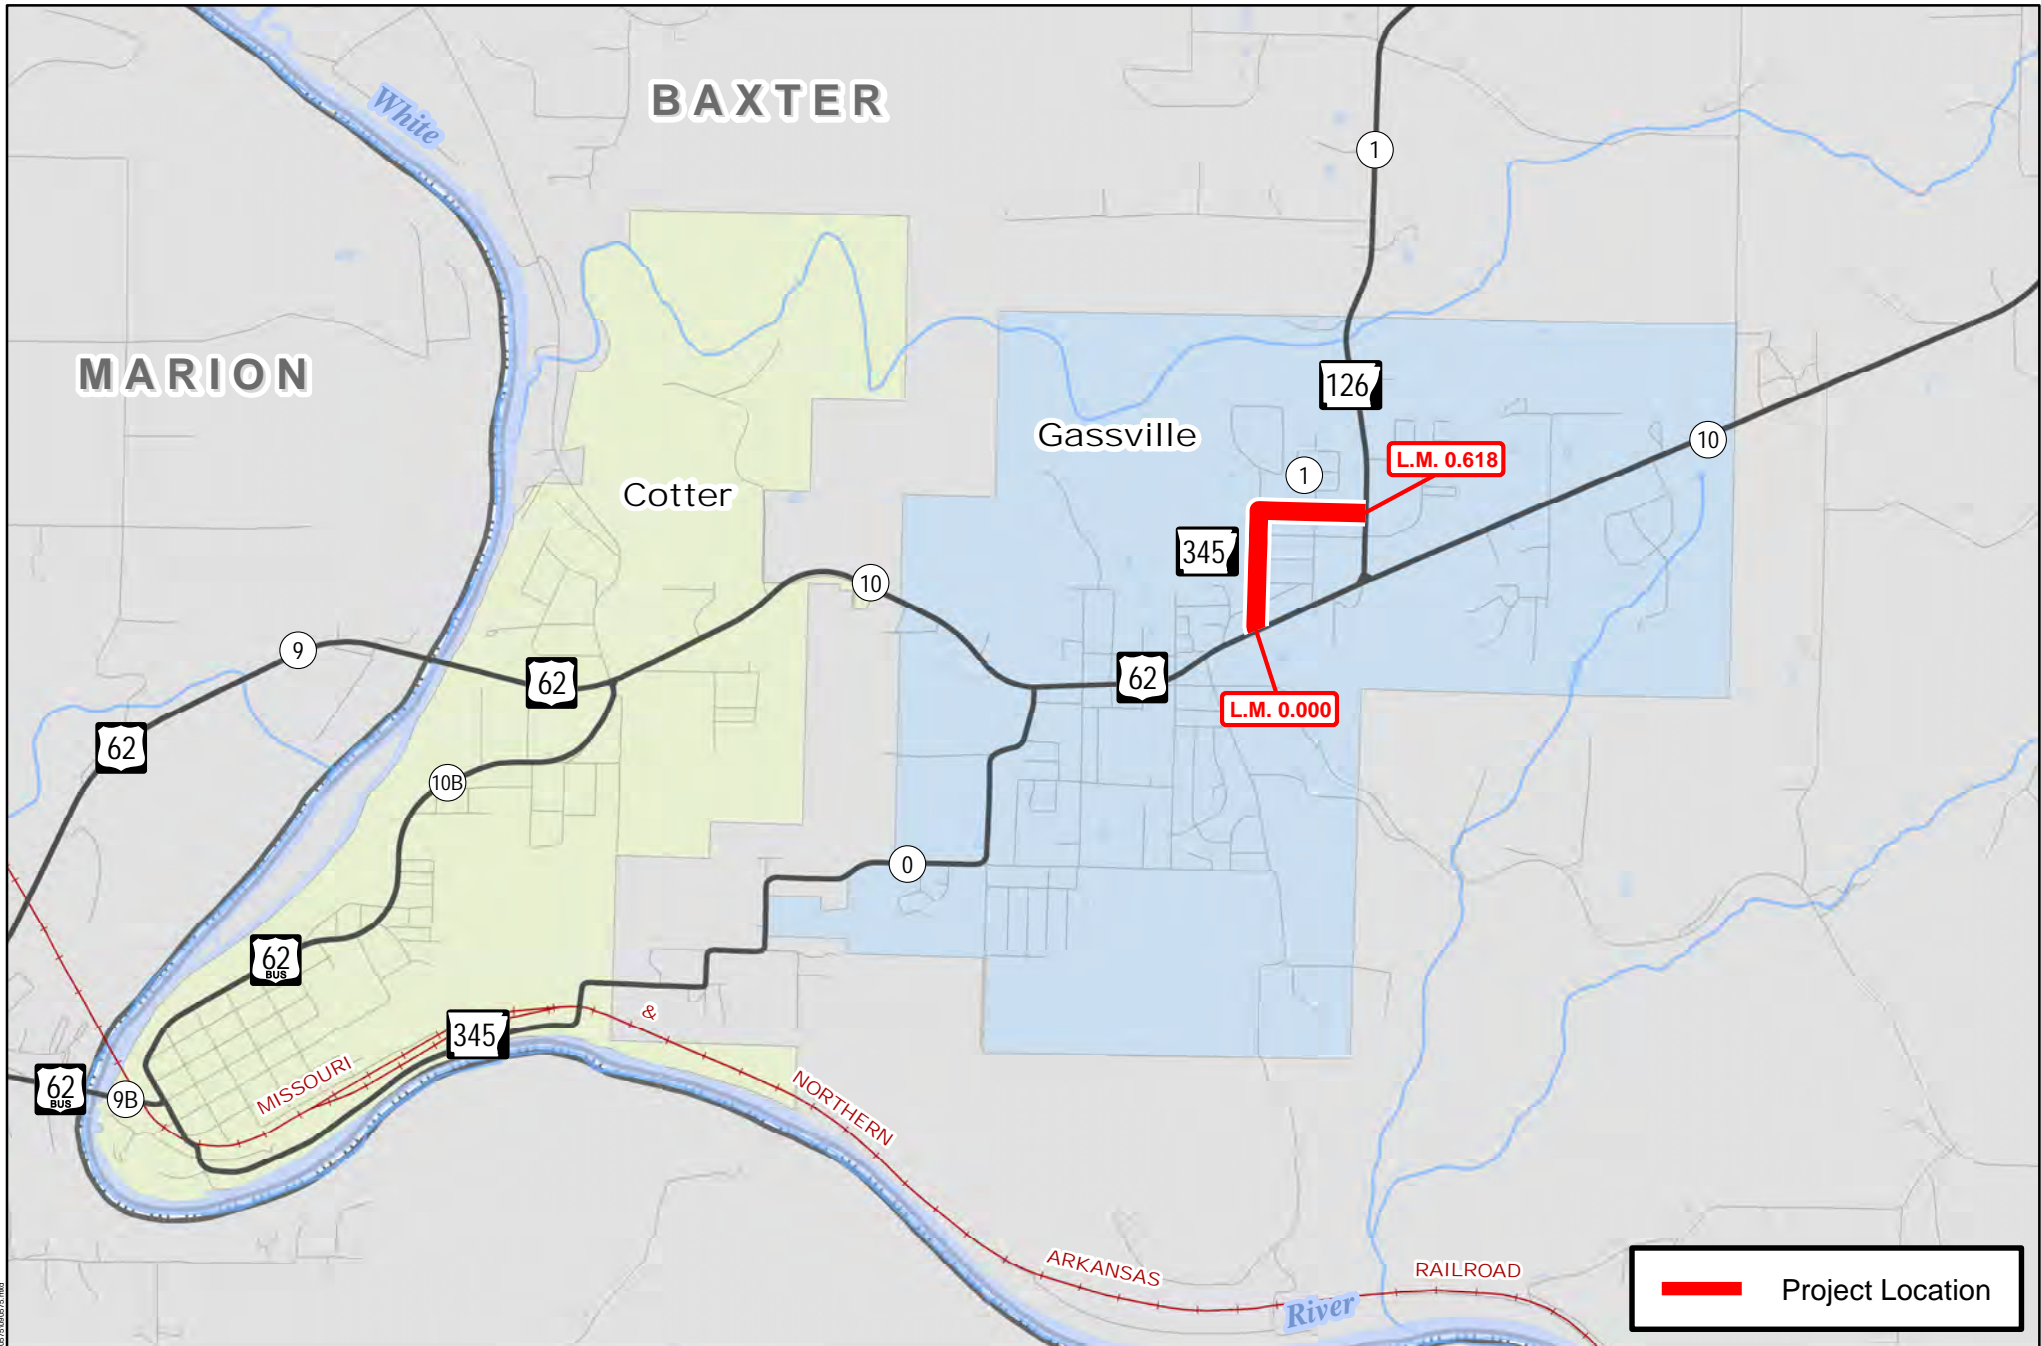 White
BAXTER
1
MARION
126
Gassville
10
L.M. 0.618
1
Cotter
345
10
9
62
62
62
L.M. 0.000
62
10B
0
62
BUS
345
&
MISSOURI
62
BUS
9B
NORTHERN
ARKANSAS
RAILROAD
River
Project Location